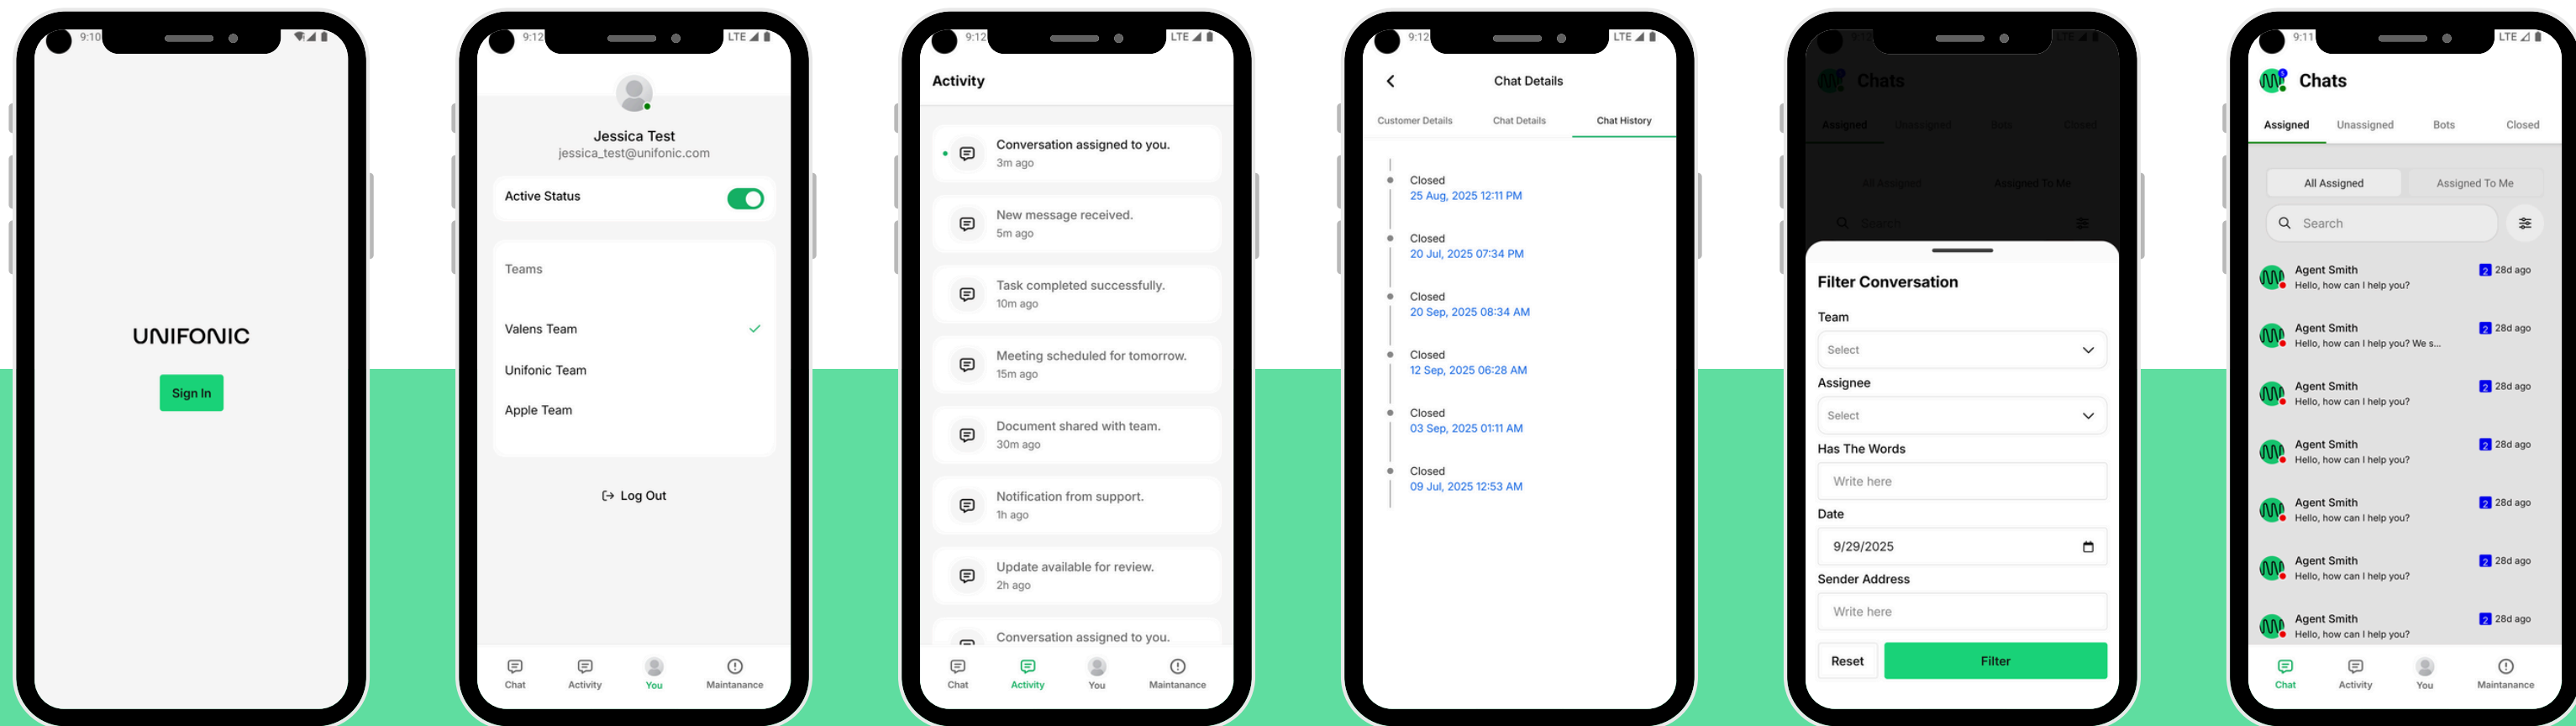 9:10
UNIFONIC
Sign In
9:12
LTE
Jessica Test
jessica_test@unifonic.com
Active Status
Teams
Valens Team
Unifonic Team
Apple Team
Log Out
Chat
Activity
You
Maintanance
9:12
LTE
Activity
Conversation assigned to you.
3m ago
New message received.
5m ago
Task completed successfully.
10m ago
Meeting scheduled for tomorrow.
15m ago
Document shared with team.
30m ago
Notification from support.
1h ago
Update available for review.
2h ago
Conversation assigned to you.
Chat
Activity
You
Maintanance
9:12
LTE
Chat Details
Customer Details
Chat Details
Chat History
Closed
25 Aug, 2025 12:11 PM
Closed
20 Jul, 2025 07:34 PM
Closed
20 Sep, 2025 08:34 AM
Closed
12 Sep, 2025 06:28 AM
Closed
03 Sep, 2025 01:11 AM
Closed
09 Jul, 2025 12:53 AM
LTE
Chats
Assigned
Unassigned
Bots
Closed
All Assigned
Assigned To Me
Search
Filter Conversation
Team
Select
Assignee
Select
Has The Words
Write here
Date
9/29/2025
Sender Address
Write here
Reset
Filter
9:11
LTE
Chats
Assigned
Unassigned
Bots
Closed
All Assigned
Assigned To Me
Search
Agent Smith
2 28d ago
Hello, how can I help you?
Agent Smith
2 28d ago
Hello, how can I help you? We s...
Agent Smith
2 28d ago
Hello, how can I help you?
Agent Smith
2 28d ago
Hello, how can I help you?
Agent Smith
2 28d ago
Hello, how can I help you?
Agent Smith
2 28d ago
Hello, how can I help you?
Agent Smith
2 28d ago
Hello, how can I help you?
Chat
Activity
You
Maintanance